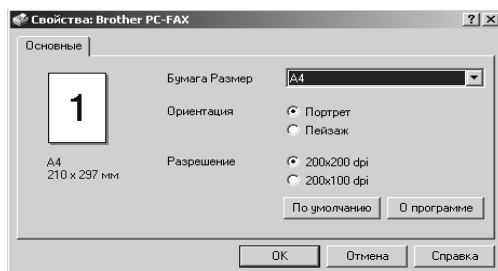 Свойства: Brother PC-FAX
Основные
Бумага Размер
A4
1
Ориентация
Портрет
Пейзаж
A4
210 x 297 мм
Разрешение
200x200 dpi
200x100 dpi
По умолчанию
О программе
OK
Отмена
Справка